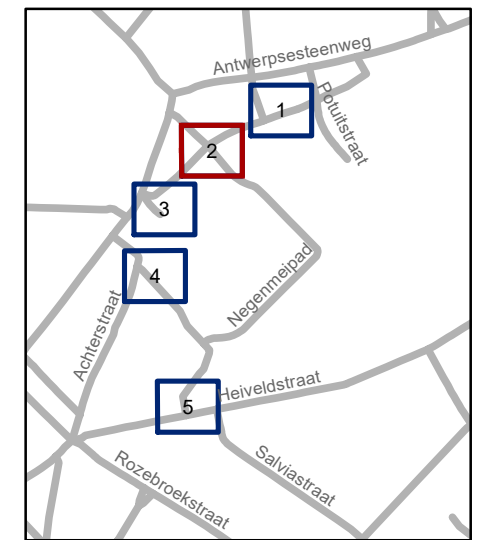 Antwerpsesteenweg
Potuitstraat
1
2
3
4
Negenmeipad
Achterstraat
5
Heiveldstraat
Salviastraat
Rozebroekstraat